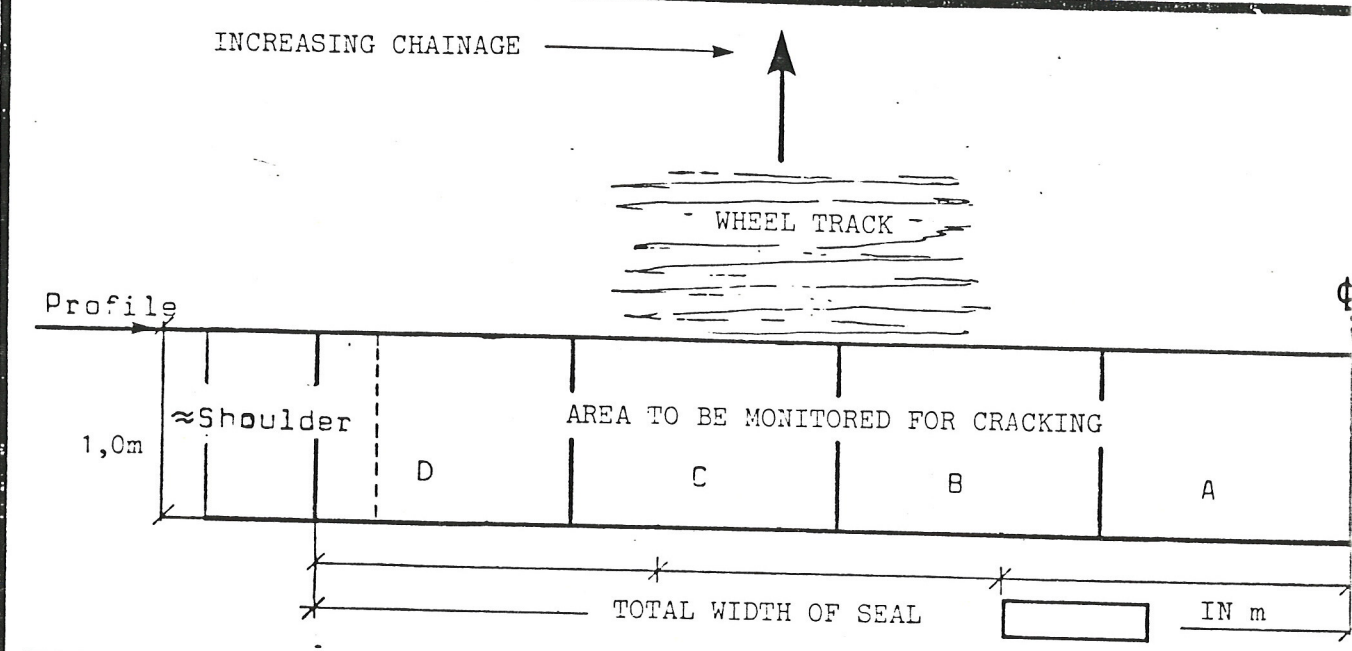 INCREASING CHAINAGE
- WHEEL TRACK -
Profile
℄
≈Shoulder
AREA TO BE MONITORED FOR CRACKING
1,0m
D
C
B
A
TOTAL WIDTH OF SEAL
IN m